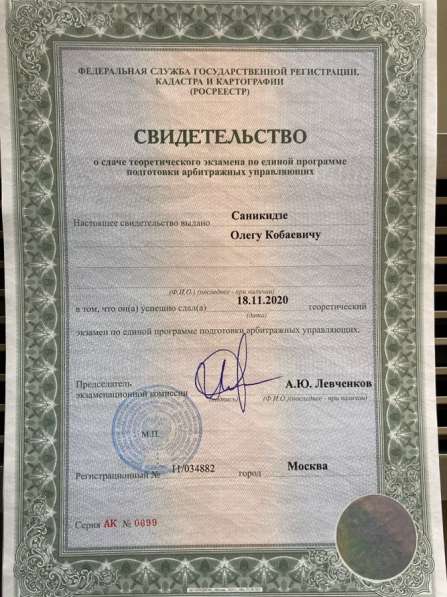 ФЕДЕРАЛЬНАЯ СЛУЖБА ГОСУДАРСТВЕННОЙ РЕГИСТРАЦИИ,
КАДАСТРА И КАРТОГРАФИИ
(РОСРЕЕСТР)
СВИДЕТЕЛЬСТВО
о сдаче теоретического экзамена по единой программе
подготовки арбитражных управляющих
Настоящее свидетельство выдано Саникидзе
Олегу Кобаевичу
(Ф.И.О.) (последнее - при наличии)
в том, что он(а) успешно сдал(а) 18.11.2020 теоретический
(дата)
экзамен по единой программе подготовки арбитражных управляющих.
Председатель
экзаменационной комиссии А.Ю. Левченков
(подпись) (Ф.И.О.(последнее - при наличии)
М.П.
Регистрационный № 11/034882 город Москва
Серия АК № 0899